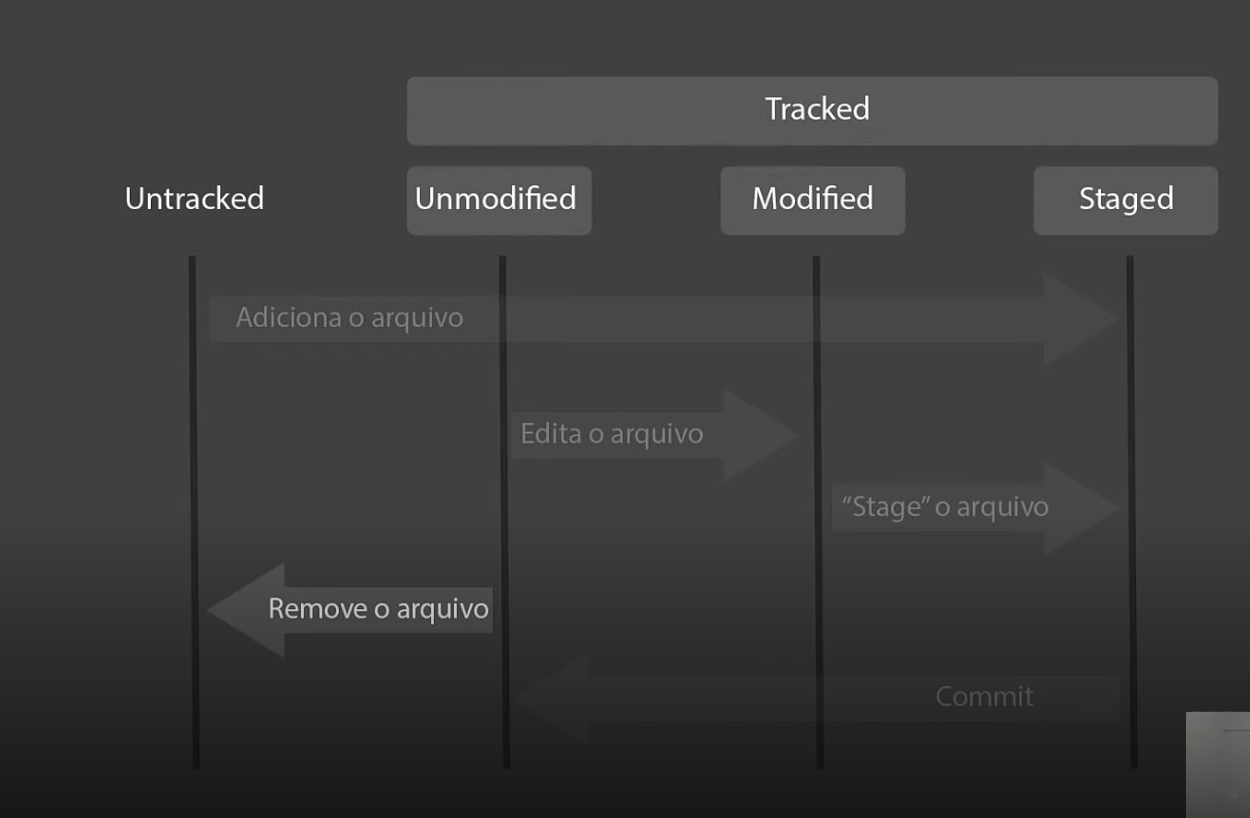 Tracked
Untracked
Unmodified
Modified
Staged
Adiciona o arquivo
Edita o arquivo
“Stage” o arquivo
Remove o arquivo
Commit